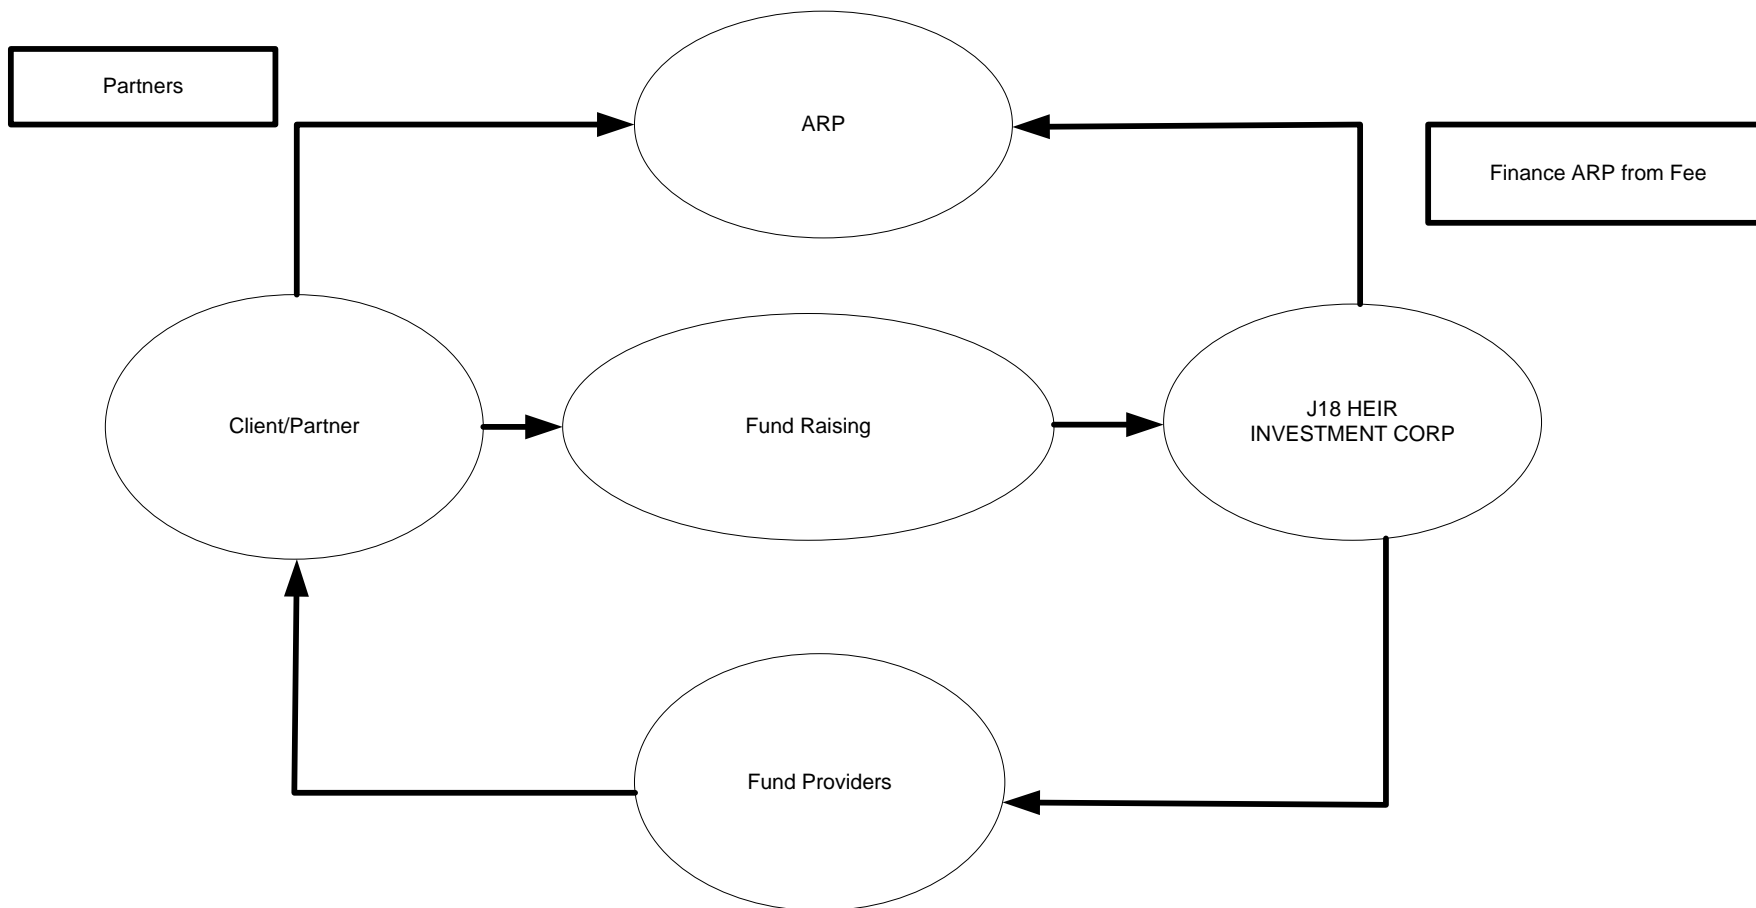 Partners
ARP
Finance ARP from Fee
Client/Partner
Fund Raising
J18 HEIR
INVESTMENT CORP
Fund Providers